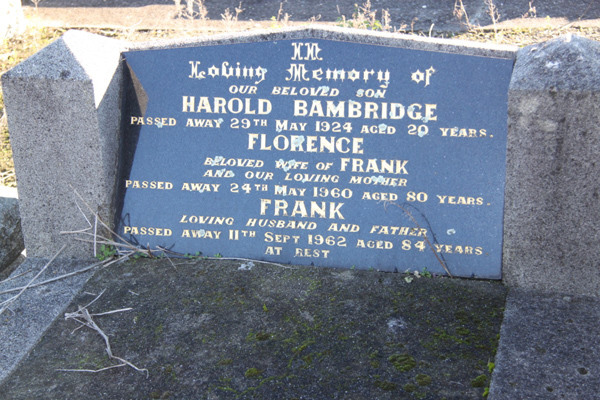 In
Loving Memory of
OUR BELOVED SON
HAROLD BAMBRIDGE
PASSED AWAY 29TH MAY 1924 AGED 20 YEARS.
FLORENCE
BELOVED WIFE OF FRANK
AND OUR LOVING MOTHER
PASSED AWAY 24TH MAY 1960 AGED 80 YEARS.
FRANK
LOVING HUSBAND AND FATHER
PASSED AWAY 11TH SEPT 1962 AGED 84 YEARS
AT REST